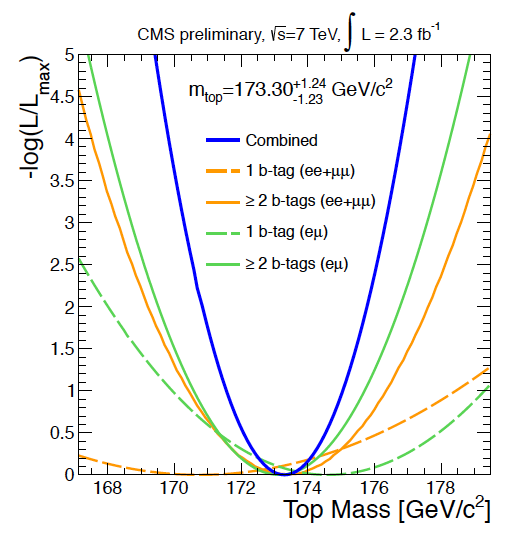 CMS preliminary, √s=7 TeV, ∫ L = 2.3 fb⁻¹
-log(L/Lmax)
5
4.5
4
3.5
3
2.5
2
1.5
1
0.5
0
mtop=173.30+1.24-1.23 GeV/c²
Combined
1 b-tag (ee+μμ)
≥ 2 b-tags (ee+μμ)
1 b-tag (eμ)
≥ 2 b-tags (eμ)
168 170 172 174 176 178
Top Mass [GeV/c²]